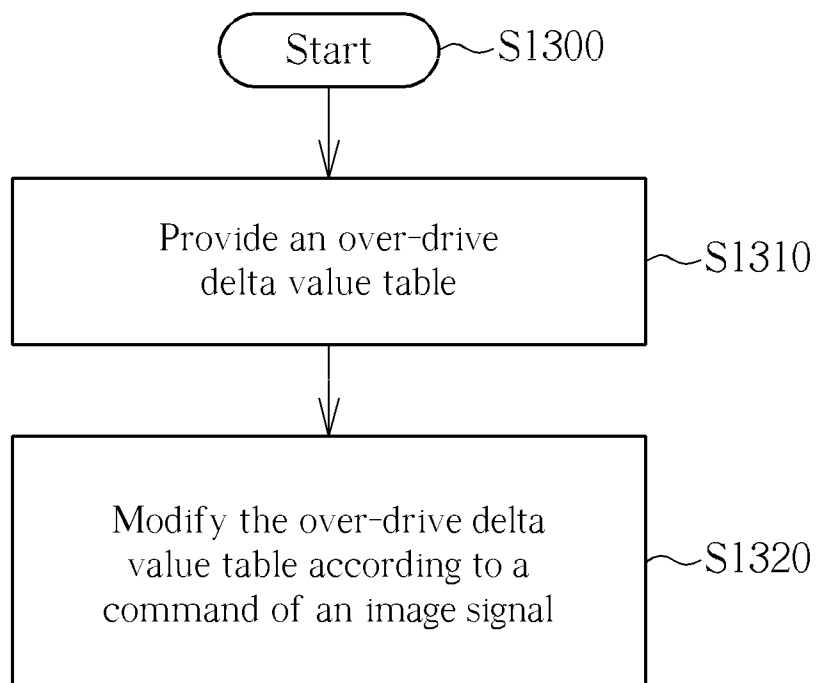 Start
S1300
Provide an over-drive
delta value table
S1310
Modify the over-drive delta
value table according to a
command of an image signal
S1320